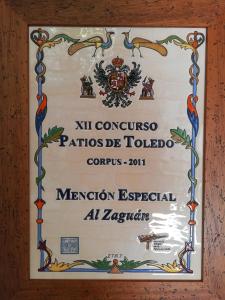 XII CONCURSO
PATIOS DE TOLEDO
CORPUS - 2011
MENCIÓN ESPECIAL
Al Zaguán